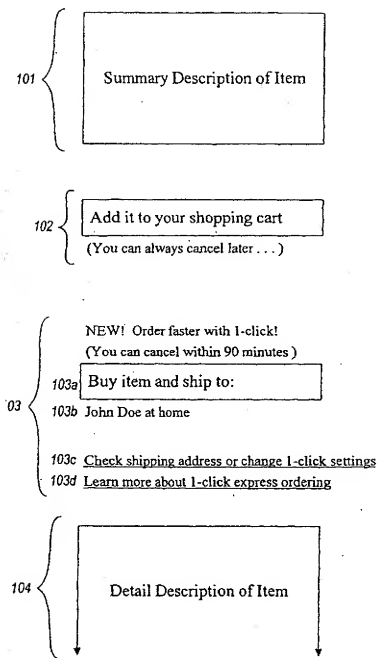 101
Summary Description of Item
102
Add it to your shopping cart
(You can always cancel later . . . )
NEW! Order faster with 1-click!
(You can cancel within 90 minutes )
103a
Buy item and ship to:
03
103b John Doe at home
103c Check shipping address or change 1-click settings
103d Learn more about 1-click express ordering
104
Detail Description of Item